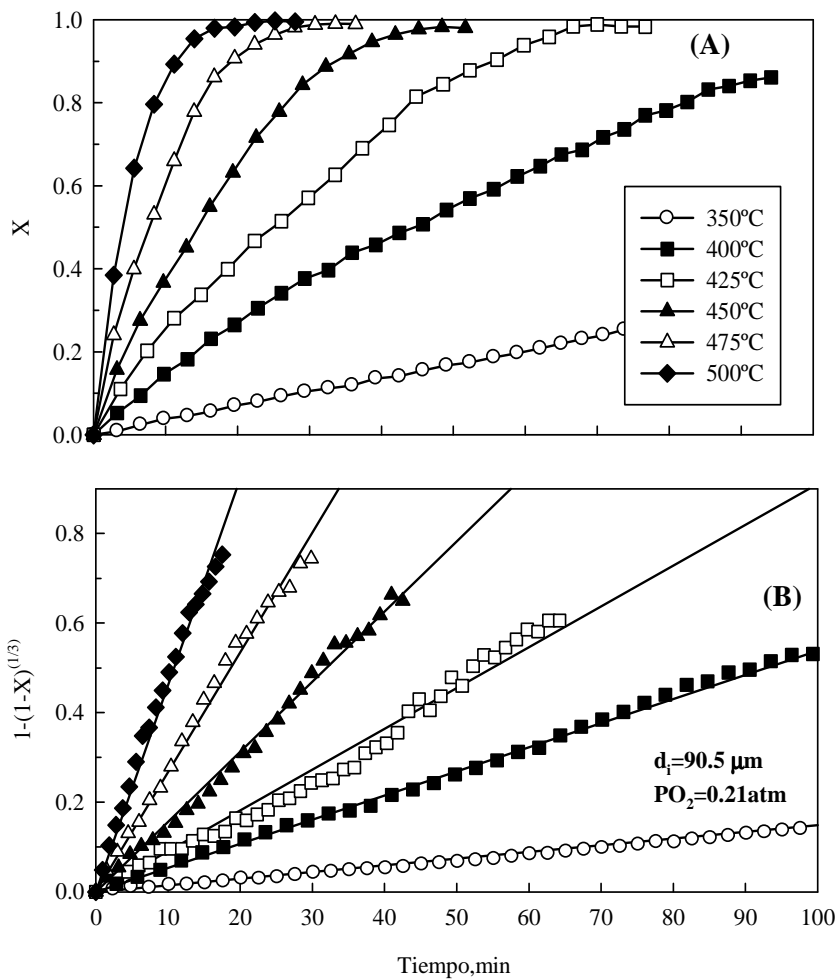 1.0
0.8
0.6
0.4
0.2
0.0
X
(A)
350ºC
400ºC
425ºC
450ºC
475ºC
500ºC
0.8
0.6
0.4
0.2
0.0
1-(1-X)^(1/3)
(B)
dᵢ=90.5 μm
PO₂=0.21atm
0 10 20 30 40 50 60 70 80 90 100
Tiempo,min